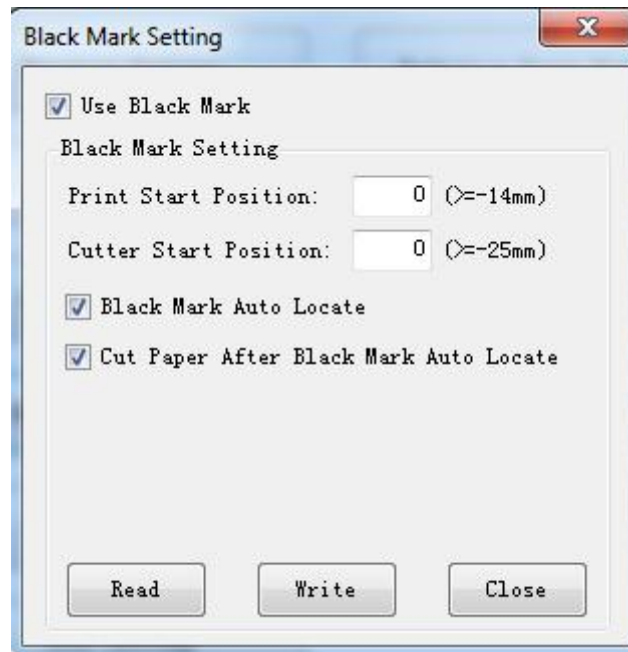 Black Mark Setting
Use Black Mark
Black Mark Setting
Print Start Position: 0 (>=-14mm)
Cutter Start Position: 0 (>=-25mm)
Black Mark Auto Locate
Cut Paper After Black Mark Auto Locate
Read Write Close